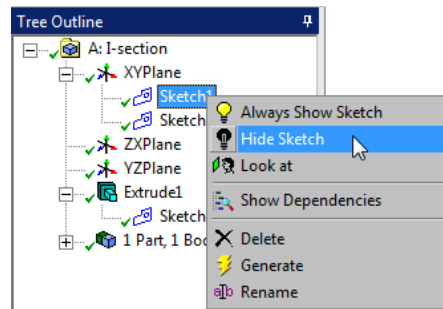 Tree Outline
A: I-section
XYPlane
Sketch1
Sketch
ZXPlane
YZPlane
Extrude1
Sketch
1 Part, 1 Boc
Always Show Sketch
Hide Sketch
Look at
Show Dependencies
Delete
Generate
Rename